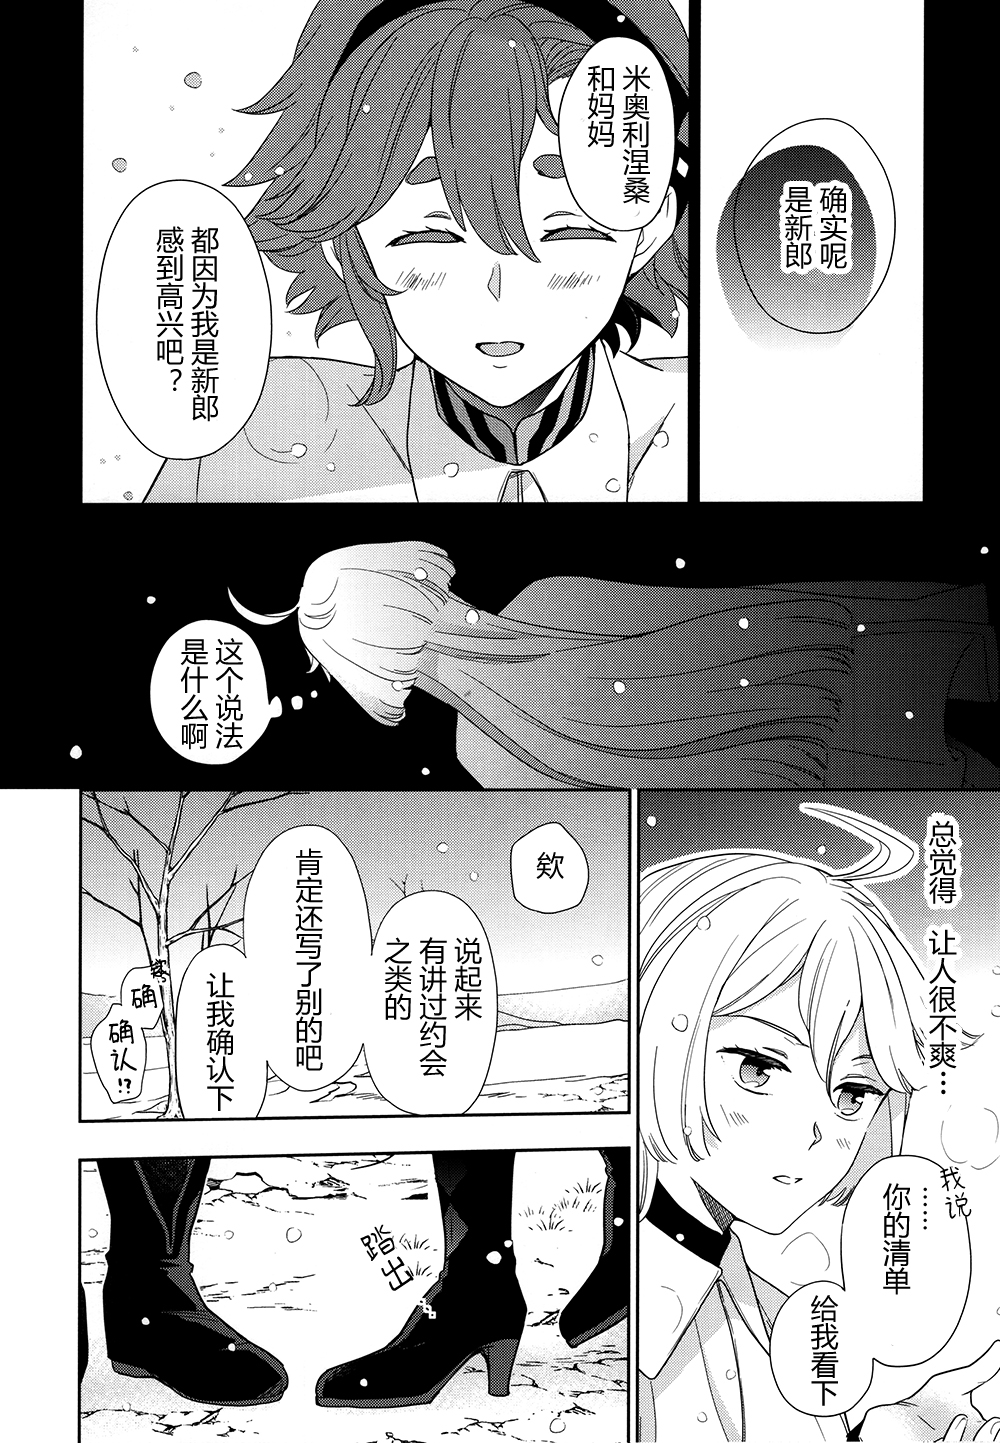 确实呢
是新郎
米奥利涅桑
和妈妈
都因为我是新郎
感到高兴吧？
这个说法
是什么啊
总觉得 让人很不爽…
我说
……
你的清单
给我看下
欸
说起来
有讲过约会
之类的
肯定还写了别的吧
让我确认下
确
确认!?
踏出